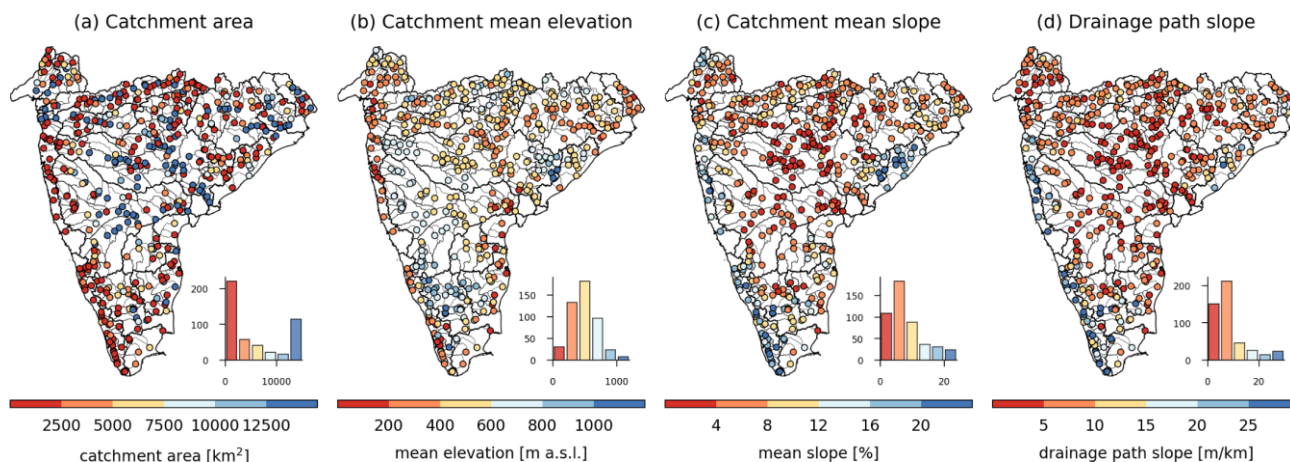 (a) Catchment area
(b) Catchment mean elevation
(c) Catchment mean slope
(d) Drainage path slope
200
100
0
0 10000
150
100
50
0
0 1000
150
100
50
0
0 20
200
100
0
0 20
2500 5000 7500 10000 12500
200 400 600 800 1000
4 8 12 16 20
5 10 15 20 25
catchment area [km²]
mean elevation [m a.s.l.]
mean slope [%]
drainage path slope [m/km]